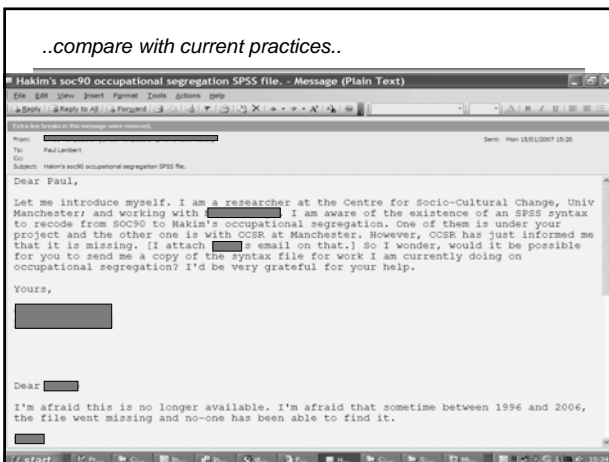 ..compare with current practices..
Hakim's soc90 occupational segregation SPSS file. - Message (Plain Text)
File Edit View Insert Format Tools Actions Help
Reply Reply to All Forward
Extra line breaks in this message were removed.
From: Sent: Mon 15/01/2007 15:20
To: Paul Lambert
Cc:
Subject: Hakim's soc90 occupational segregation SPSS file.
Dear Paul,
Let me introduce myself. I am a researcher at the Centre for Socio-Cultural Change, Univ
Manchester; and working with I am aware of the existence of an SPSS syntax
to recode from SOC90 to Hakim's occupational segregation. One of them is under your
project and the other one is with CCSR at Manchester. However, CCSR has just informed me
that it is missing. [I attach s email on that.] So I wonder, would it be possible
for you to send me a copy of the syntax file for work I am currently doing on
occupational segregation? I'd be very grateful for your help.
Yours,
Dear
I'm afraid this is no longer available. I'm afraid that sometime between 1996 and 2006,
the file went missing and no-one has been able to find it.
start 15:24